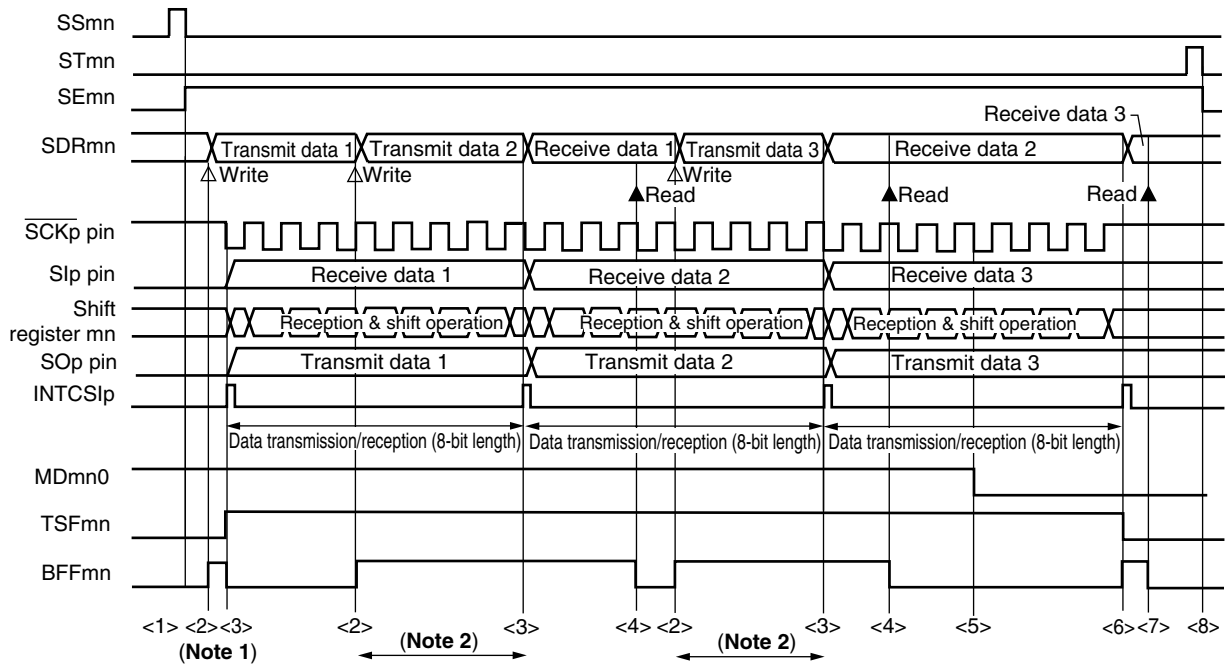 SSmn
STmn
SEmn
Receive data 3
SDRmn
Transmit data 1 Transmit data 2 Receive data 1 Transmit data 3 Receive data 2
Write Write Read Write Read Read
SCKp pin
SIp pin
Receive data 1 Receive data 2 Receive data 3
Shift
register mn
Reception & shift operation Reception & shift operation Reception & shift operation
SOp pin
Transmit data 1 Transmit data 2 Transmit data 3
INTCSIp
Data transmission/reception (8-bit length) Data transmission/reception (8-bit length) Data transmission/reception (8-bit length)
MDmn0
TSFmn
BFFmn
<1> <2> <3> <2> <3> <4> <2> <3> <4> <5> <6> <7> <8>
(Note 1) (Note 2) (Note 2)